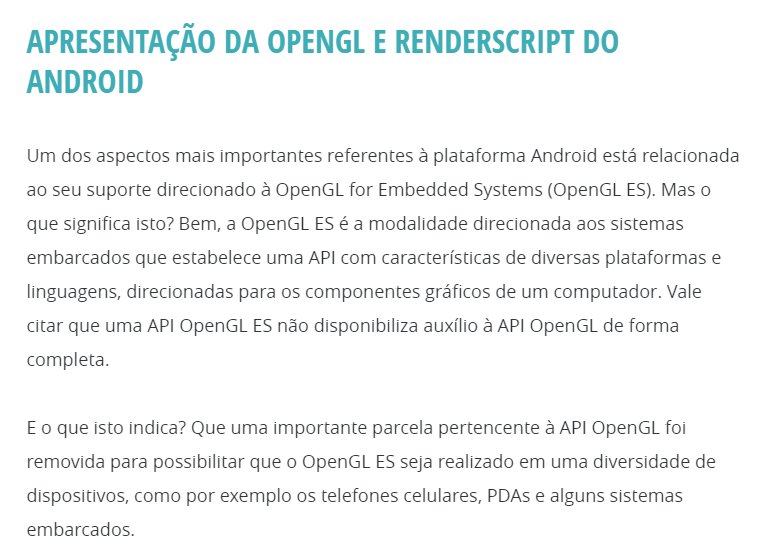 APRESENTAÇÃO DA OPENGL E RENDERSCRIPT DO
ANDROID
Um dos aspectos mais importantes referentes à plataforma Android está relacionada
ao seu suporte direcionado à OpenGL for Embedded Systems (OpenGL ES). Mas o
que significa isto? Bem, a OpenGL ES é a modalidade direcionada aos sistemas
embarcados que estabelece uma API com características de diversas plataformas e
linguagens, direcionadas para os componentes gráficos de um computador. Vale
citar que uma API OpenGL ES não disponibiliza auxílio à API OpenGL de forma
completa.
E o que isto indica? Que uma importante parcela pertencente à API OpenGL foi
removida para possibilitar que o OpenGL ES seja realizado em uma diversidade de
dispositivos, como por exemplo os telefones celulares, PDAs e alguns sistemas
embarcados.